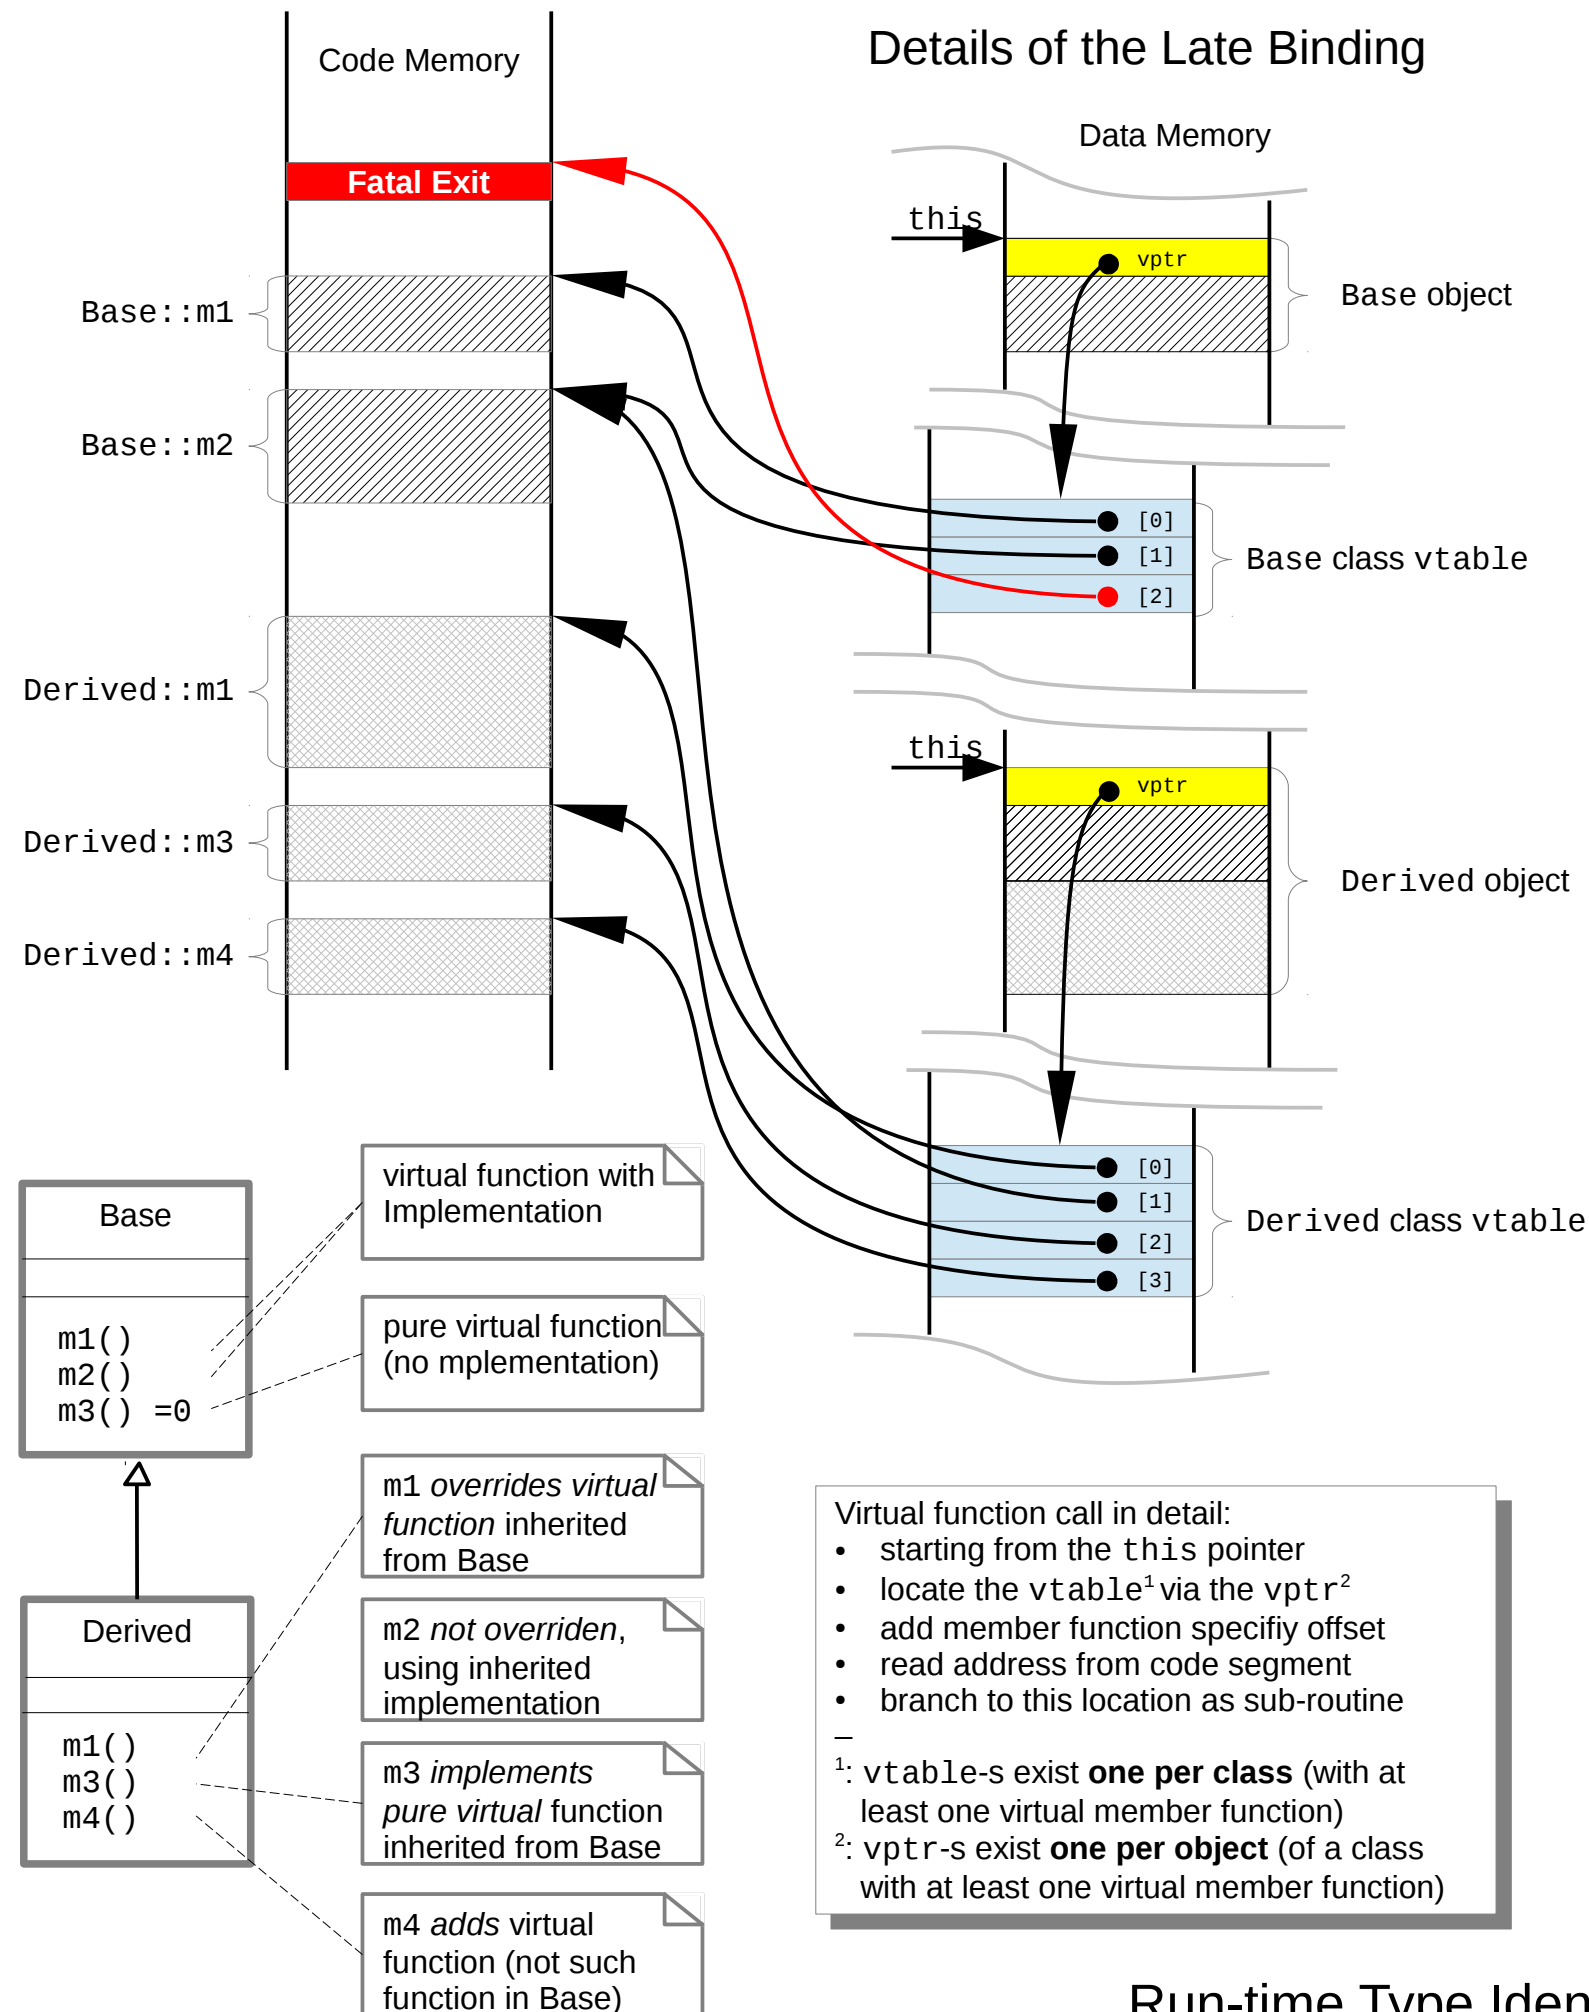 Details of the Late Binding
Code Memory
Data Memory
Fatal Exit
this
vptr
Base object
Base::m1
Base::m2
[0]
[1]
[2]
Base class vtable
Derived::m1
this
vptr
Derived::m3
Derived object
Derived::m4
[0]
[1]
[2]
[3]
Derived class vtable
Base
m1()
m2()
m3() =0
virtual function with
Implementation
pure virtual function
(no mplementation)
Derived
m1()
m3()
m4()
m1 overrides virtual
function inherited
from Base
m2 not overriden,
using inherited
implementation
m3 implements
pure virtual function
inherited from Base
m4 adds virtual
function (not such
function in Base)
Virtual function call in detail:
• starting from the this pointer
• locate the vtable¹ via the vptr²
• add member function specifiy offset
• read address from code segment
• branch to this location as sub-routine
—
¹: vtable-s exist one per class (with at
least one virtual member function)
²: vptr-s exist one per object (of a class
with at least one virtual member function)
Run-time Type Iden